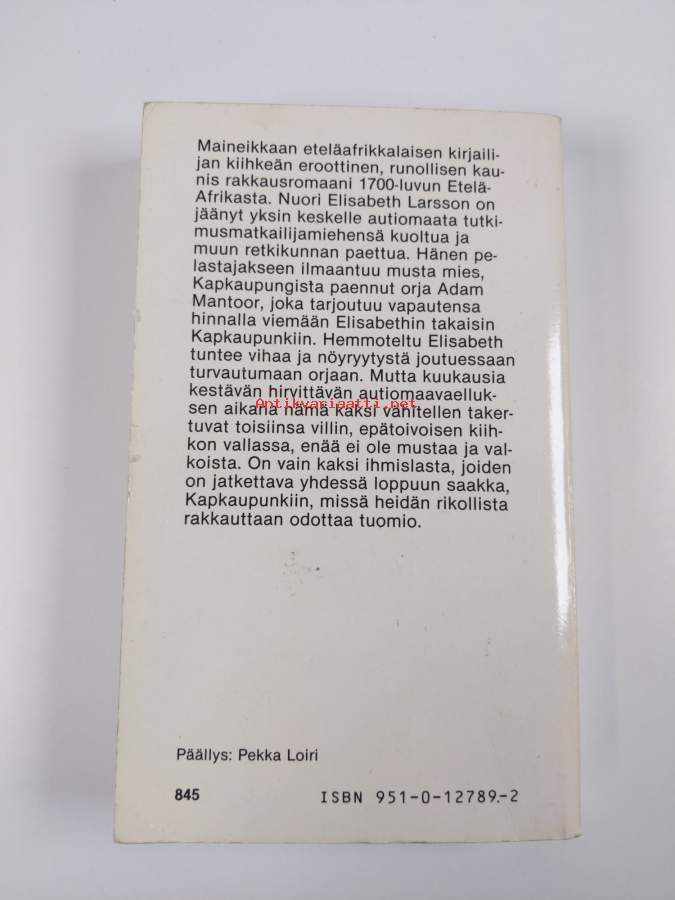 Maineikkaan eteläafrikkalaisen kirjaili-
jan kiihkeän eroottinen, runollisen kau-
nis rakkausromaani 1700-luvun Etelä-
Afrikasta. Nuori Elisabeth Larsson on
jäänyt yksin keskelle autiomaata tutki-
musmatkailijamiehensä kuoltua ja
muun retkikunnan paettua. Hänen pe-
lastajakseen ilmaantuu musta mies,
Kapkaupungista paennut orja Adam
Mantoor, joka tarjoutuu vapautensa
hinnalla viemään Elisabethin takaisin
Kapkaupunkiin. Hemmoteltu Elisabeth
tuntee vihaa ja nöyryytystä joutuessaan
turvautumaan orjaan. Mutta kuukausia
kestävän hirvittävän autiomaavaelluk-
Antikvariaatti.net
sen aikana nämä kaksi vähitellen taker-
tuvat toisiinsa villin, epätoivoisen kiih-
kon vallassa, enää ei ole mustaa ja val-
koista. On vain kaksi ihmislasta, joiden
on jatkettava yhdessä loppuun saakka,
Kapkaupunkiin, missä heidän rikollista
rakkauttaan odottaa tuomio.
Päällys: Pekka Loiri
845 ISBN 951-0-12789-2